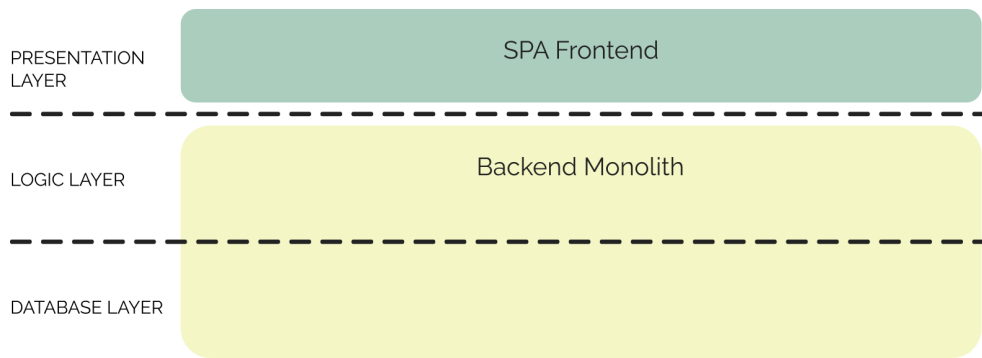 SPA Frontend
PRESENTATION
LAYER
Backend Monolith
LOGIC LAYER
DATABASE LAYER